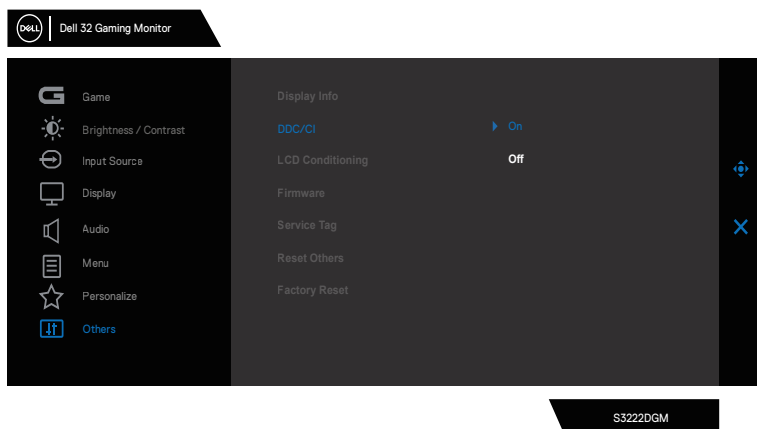 DELL
Dell 32 Gaming Monitor
Game
Brightness / Contrast
Input Source
Display
Audio
Menu
Personalize
Others
Display Info
DDC/CI
On
LCD Conditioning
Off
Firmware
Service Tag
Reset Others
Factory Reset
S3222DGM